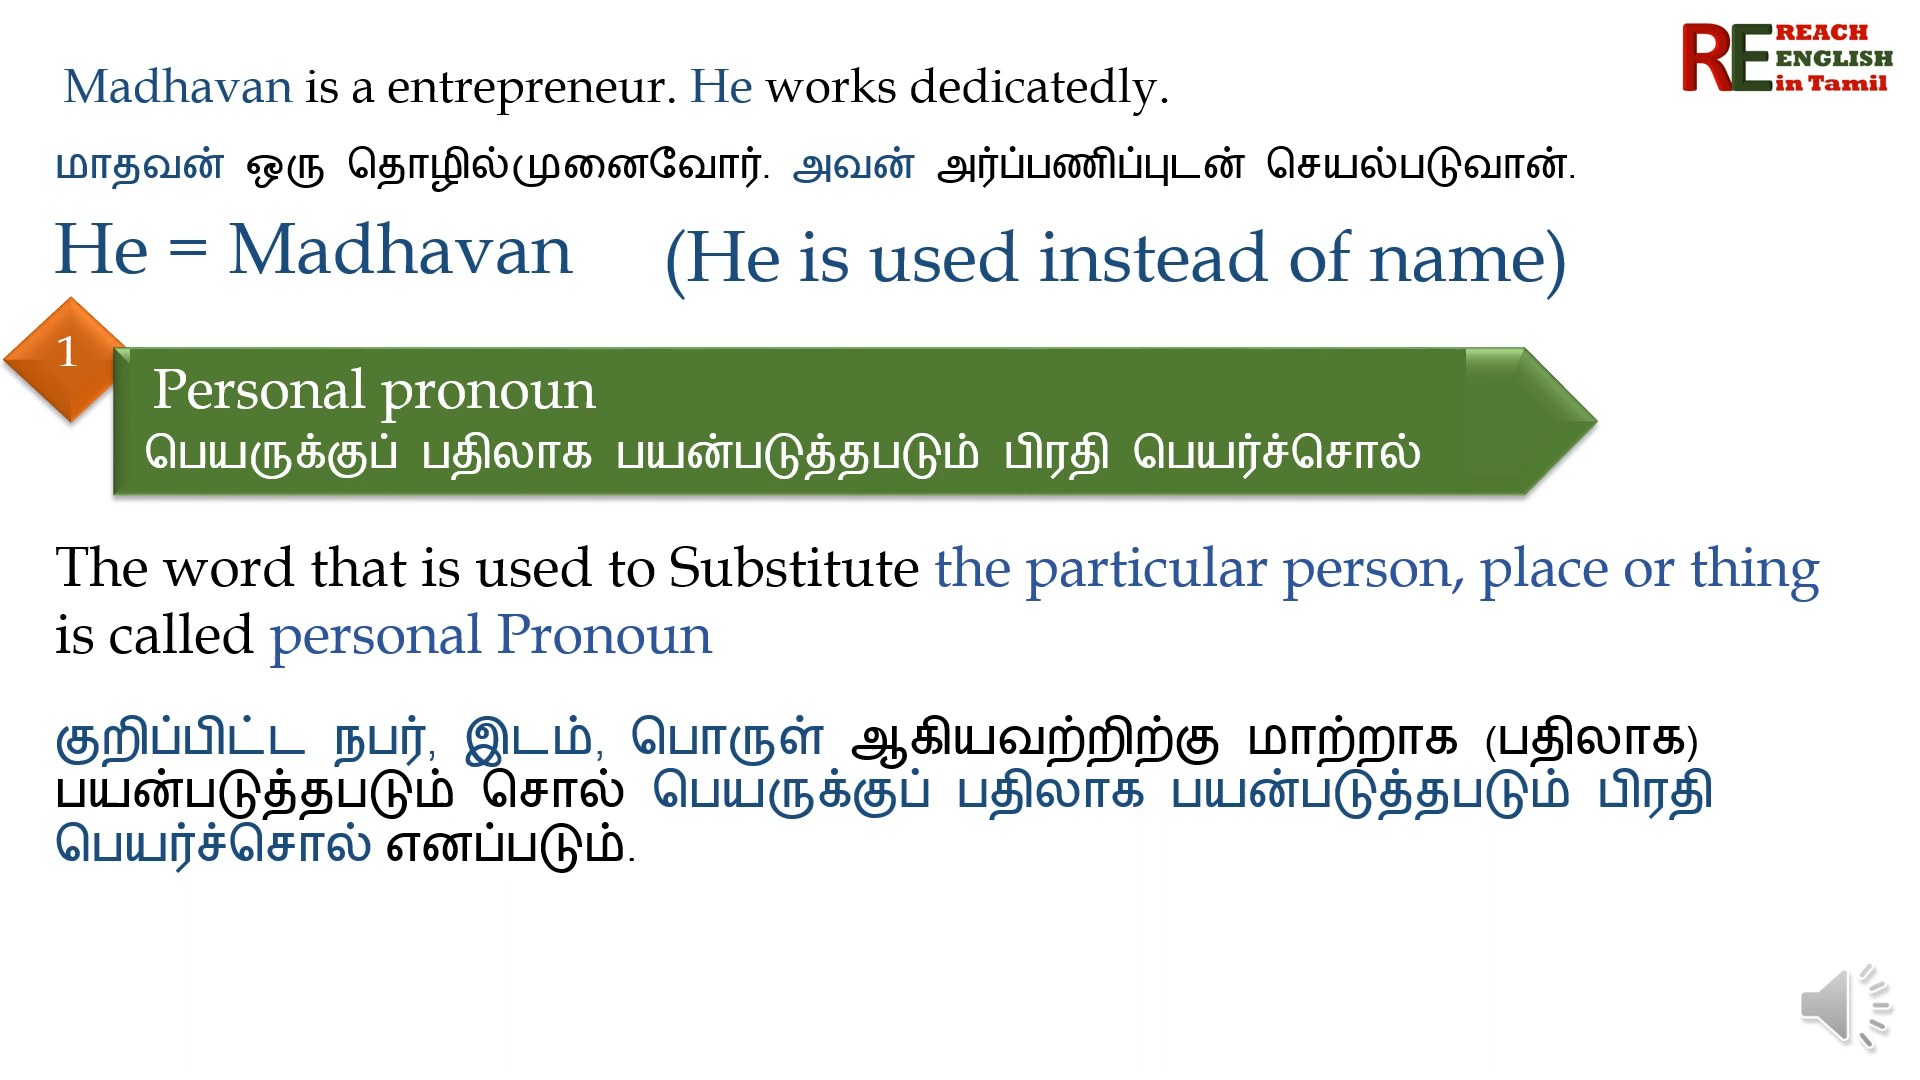 REACH
ENGLISH
in Tamil
RE
Madhavan is a entrepreneur. He works dedicatedly.
மாதவன் ஒரு தொழில்முனைவோர். அவன் அர்ப்பணிப்புடன் செயல்படுவான்.
He = Madhavan (He is used instead of name)
1
Personal pronoun
பெயருக்குப் பதிலாக பயன்படுத்தபடும் பிரதி பெயர்ச்சொல்
The word that is used to Substitute the particular person, place or thing
is called personal Pronoun
குறிப்பிட்ட நபர், இடம், பொருள் ஆகியவற்றிற்கு மாற்றாக (பதிலாக)
பயன்படுத்தபடும் சொல் பெயருக்குப் பதிலாக பயன்படுத்தபடும் பிரதி
பெயர்ச்சொல் எனப்படும்.